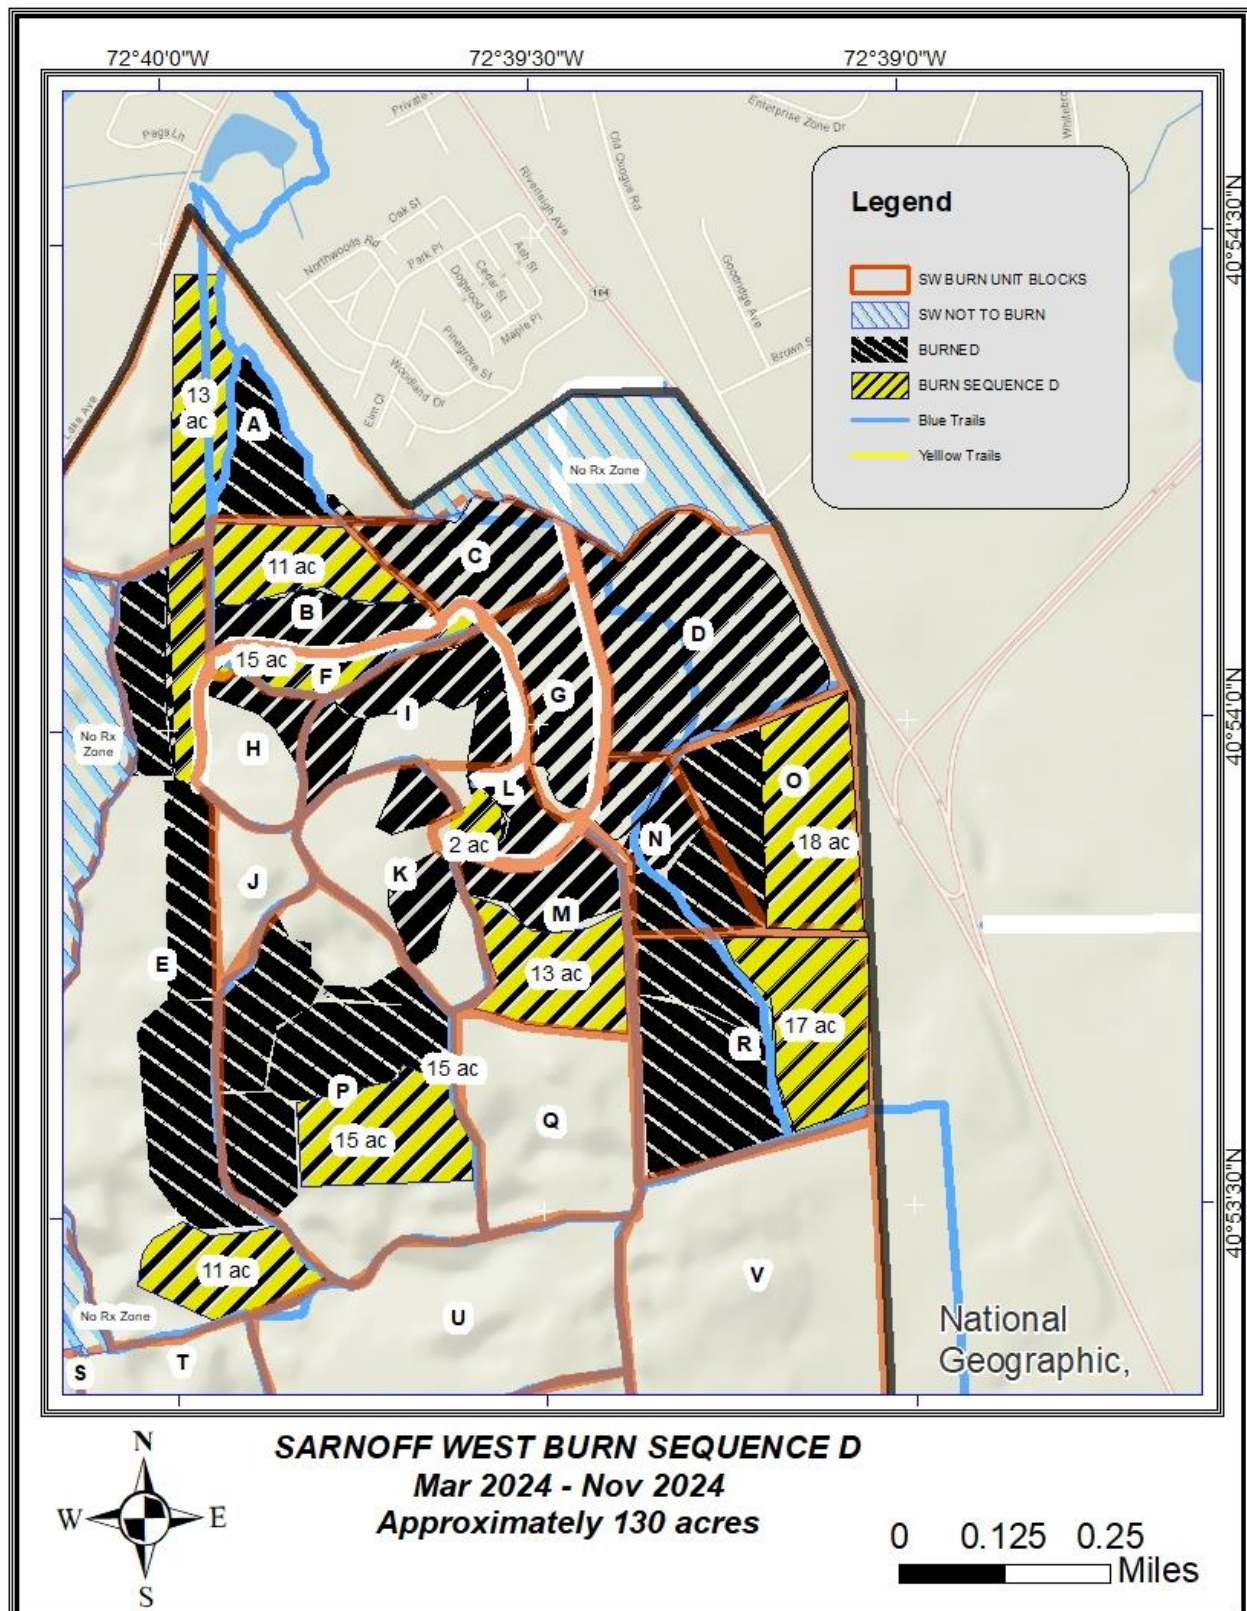 72°40'0"W
72°39'30"W
72°39'0"W
Pegs Ln
Enterprise Zone Dr
Old Quogue Rd
Riverleigh Ave
Oak St
Northwoods Rd
Park Pl
Ash St
Cedar St
Dogwood St
Maple Pl
Pinegrove St
Woodland Dr
Elm Ct
Lake Ave
104
Goodridge Ave
Legend
SW BURN UNIT BLOCKS
SW NOT TO BURN
BURNED
BURN SEQUENCE D
Blue Trails
Yelllow Trails
40°54'30"N
40°54'0"N
40°53'30"N
13
ac
A
No Rx Zone
C
11 ac
B
D
15 ac
F
G
I
H
No Rx
Zone
O
L
N
18 ac
2 ac
K
J
M
E
13 ac
17 ac
R
15 ac
P
Q
15 ac
11 ac
V
No Rx Zone
U
T
S
National
Geographic,
N
W
E
S
SARNOFF WEST BURN SEQUENCE D
Mar 2024 - Nov 2024
Approximately 130 acres
0 0.125 0.25
Miles